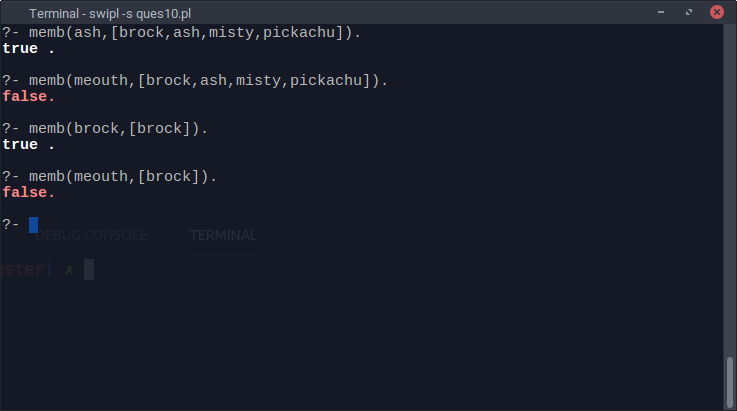 Terminal - swipl -s ques10.pl
?- memb(ash,[brock,ash,misty,pickachu]).
true .
?- memb(meouth,[brock,ash,misty,pickachu]).
false.
?- memb(brock,[brock]).
true .
?- memb(meouth,[brock]).
false.
?-
DEBUG CONSOLE TERMINAL
aster) ✗